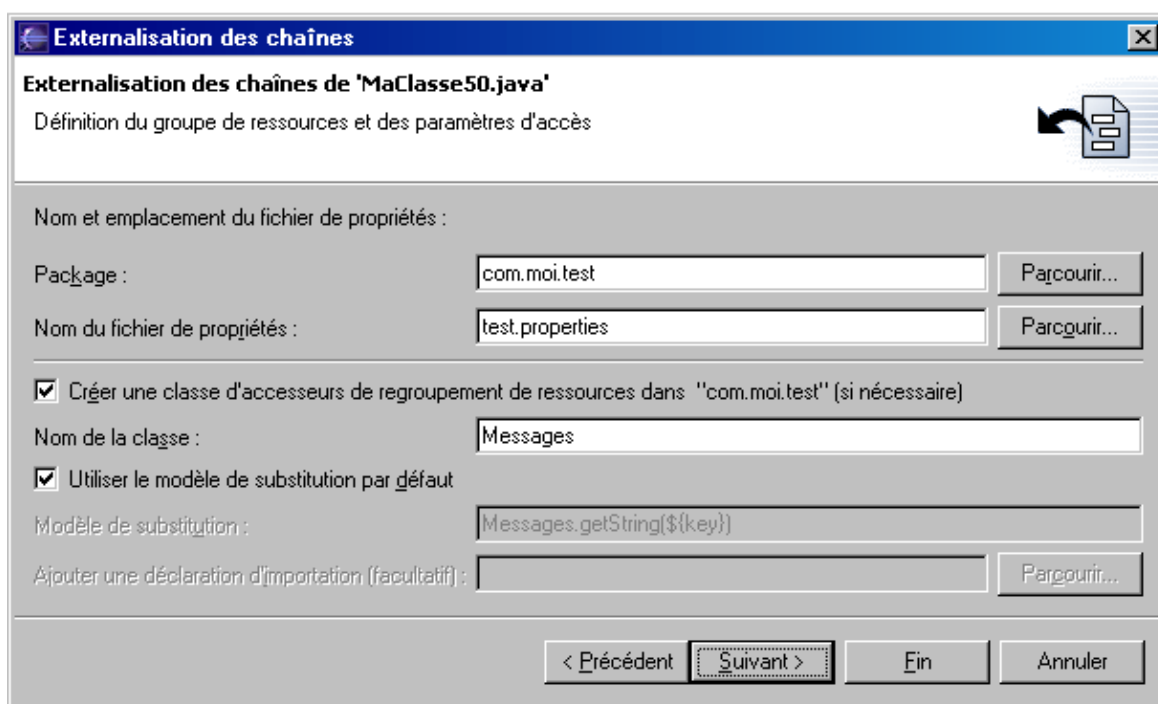 Externalisation des chaînes
Externalisation des chaînes de 'MaClasse50.java'
Définition du groupe de ressources et des paramètres d'accès
Nom et emplacement du fichier de propriétés :
Package : com.moi.test Parcourir...
Nom du fichier de propriétés : test.properties Parcourir...
Créer une classe d'accesseurs de regroupement de ressources dans "com.moi.test" (si nécessaire)
Nom de la classe : Messages
Utiliser le modèle de substitution par défaut
Modèle de substitution : Messages.getString(${key})
Ajouter une déclaration d'importation (facultatif) : Parcourir...
< Précédent Suivant > Fin Annuler